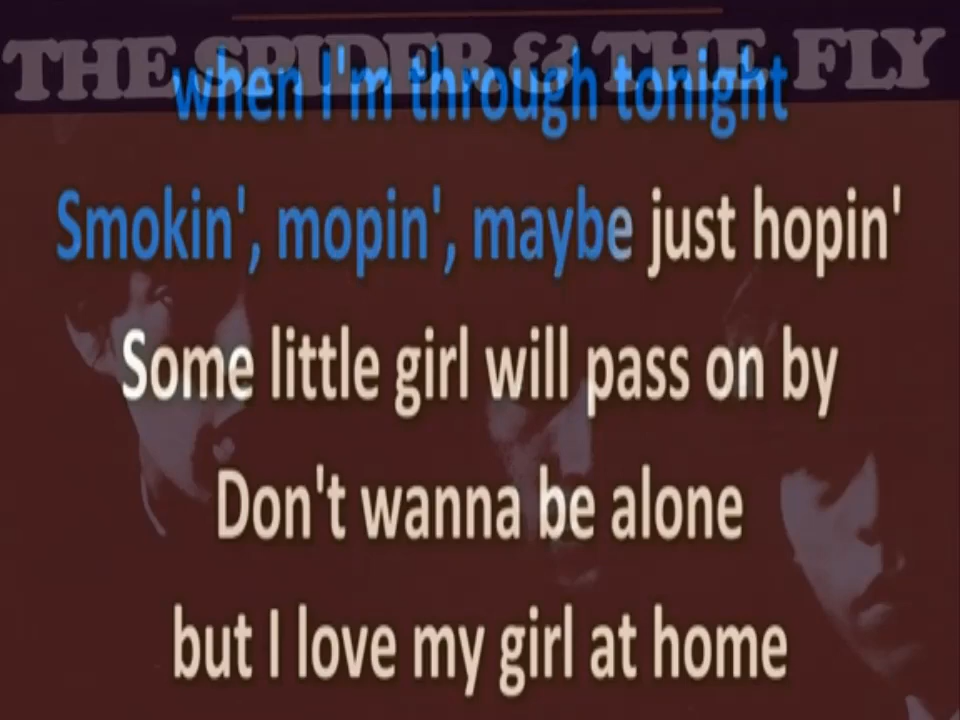 THE SPIDER & THE FLY
when I'm through tonight
Smokin', mopin', maybe just hopin'
Some little girl will pass on by
Don't wanna be alone
but I love my girl at home